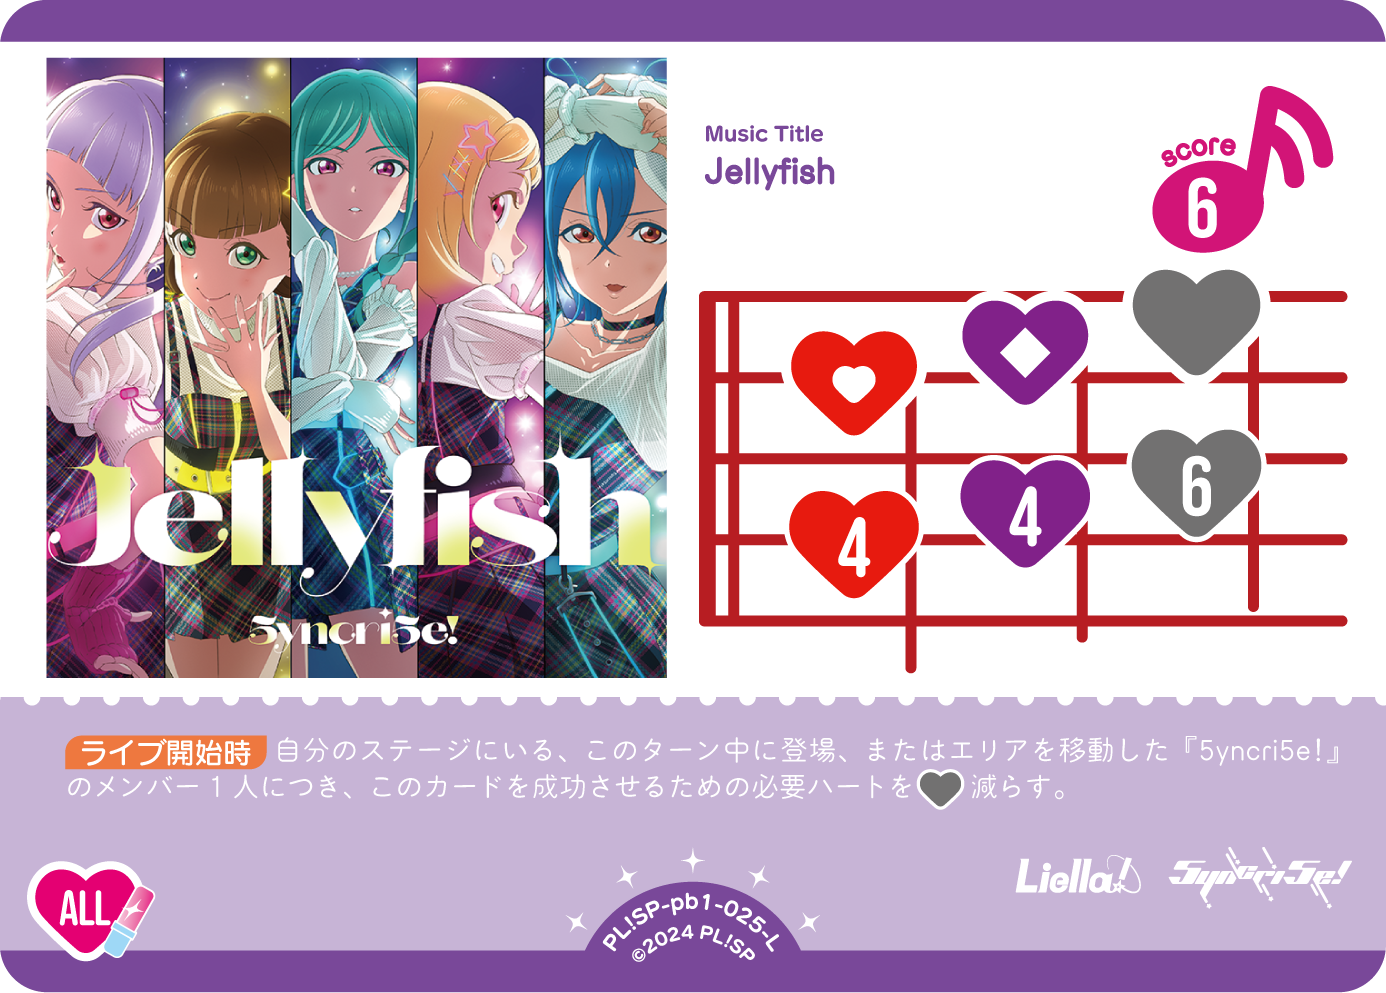 Music Title
Jellyfish
score
6
4
4
6
Jellyfish
5yncri5e!
ライブ開始時 自分のステージにいる、このターン中に登場、またはエリアを移動した『5yncri5e!』
のメンバー1人につき、このカードを成功させるための必要ハートを 減らす。
Liella! 5yncri5e!
ALL
PL!SP-pb1-025-L
©2024 PL!SP